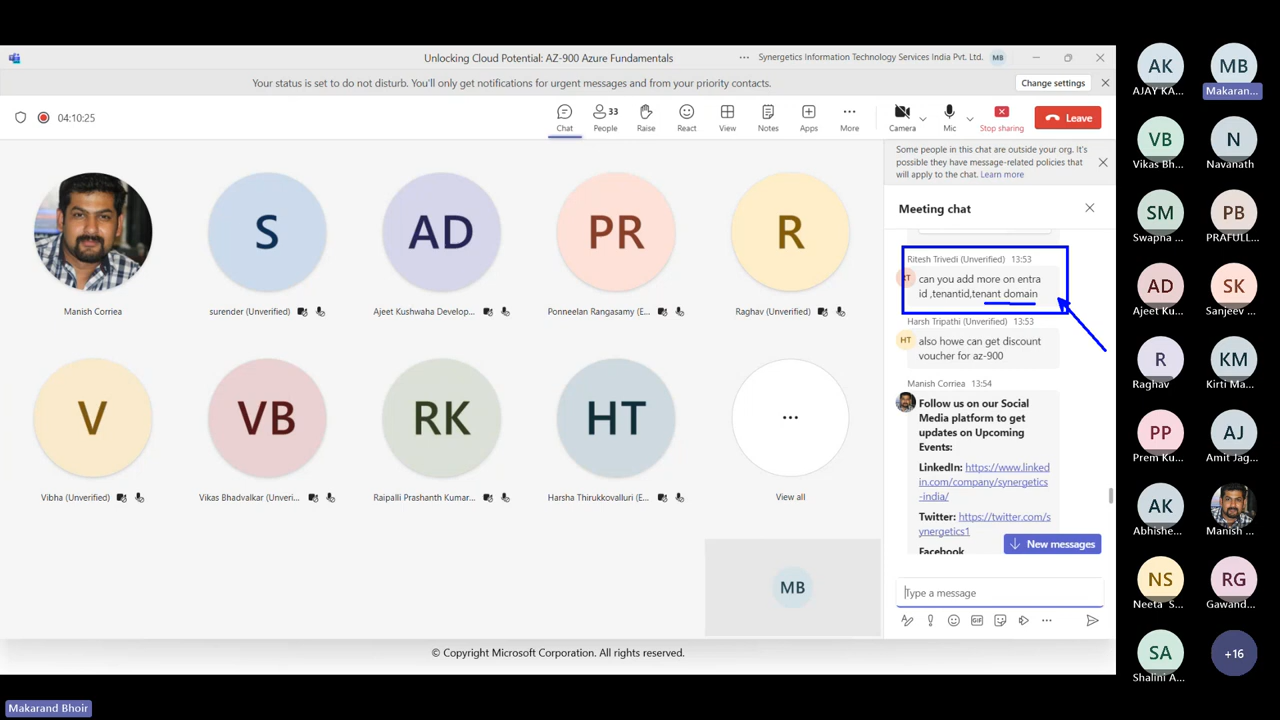 Unlocking Cloud Potential: AZ-900 Azure Fundamentals
Synergetics Information Technology Services India Pvt. Ltd.
MB
Your status is set to do not disturb. You'll only get notifications for urgent messages and from your priority contacts.
Change settings
04:10:25
Chat
People
33
Raise
React
View
Notes
Apps
More
Camera
Mic
Stop sharing
Leave
S
AD
PR
R
Manish Corriea
surender (Unverified)
Ajeet Kushwaha Develop...
Ponneelan Rangasamy (E...
Raghav (Unverified)
V
VB
RK
HT
...
Vibha (Unverified)
Vikas Bhadvalkar (Unveri...
Raipalli Prashanth Kumar...
Harsha Thirukkovalluri (E...
View all
MB
Some people in this chat are outside your org. It's
possible they have message-related policies that
will apply to the chat. Learn more
Meeting chat
Ritesh Trivedi (Unverified) 13:53
RT
can you add more on entra
id ,tenantid,tenant domain
Harsh Tripathi (Unverified) 13:53
HT
also howe can get discount
voucher for az-900
Manish Corriea 13:54
Follow us on our Social
Media platform to get
updates on Upcoming
Events:
LinkedIn: https://www.linked
in.com/company/synergetics
-india/
Twitter: https://twitter.com/s
ynergetics1
Facebook
New messages
Type a message
GIF
© Copyright Microsoft Corporation. All rights reserved.
Makarand Bhoir
AK
MB
AJAY KA...
Makaran...
VB
N
Vikas Bh...
Navanath
SM
PB
Swapna ...
PRAFULL...
AD
SK
Ajeet Ku...
Sanjeev ...
R
KM
Raghav
Kirti Ma...
PP
AJ
Prem Ku...
Amit Jag...
AK
Abhishe...
Manish ...
NS
RG
Neeta S...
Gawand...
SA
+16
Shalini A...